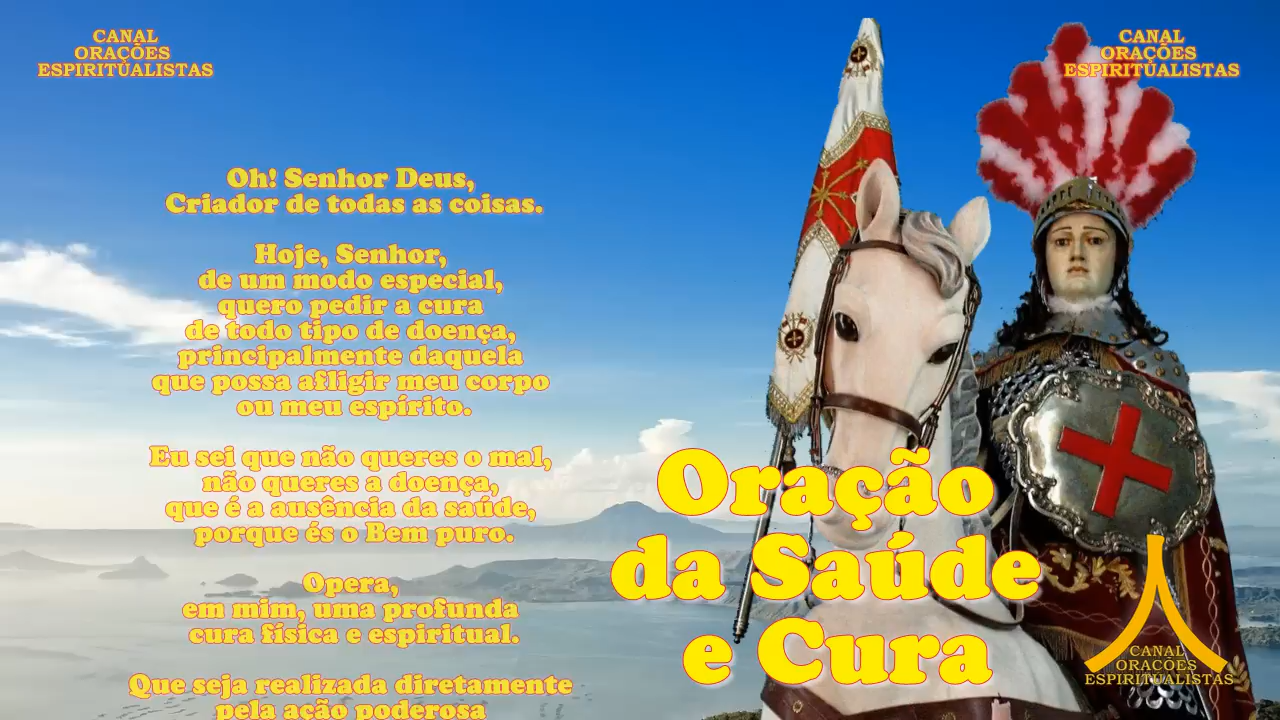 CANAL
ORAÇÕES
ESPIRITUALISTAS
CANAL
ORAÇÕES
ESPIRITUALISTAS
Oh! Senhor Deus,
Criador de todas as coisas.
Hoje, Senhor,
de um modo especial,
quero pedir a cura
de todo tipo de doença,
principalmente daquela
que possa afligir meu corpo
ou meu espírito.
Eu sei que não queres o mal,
não queres a doença,
que é a ausência da saúde,
porque és o Bem puro.
Opera,
em mim, uma profunda
cura física e espiritual.
Que seja realizada diretamente
pela ação poderosa
Oração
da Saúde
e Cura
CANAL
ORAÇÕES
ESPIRITUALISTAS